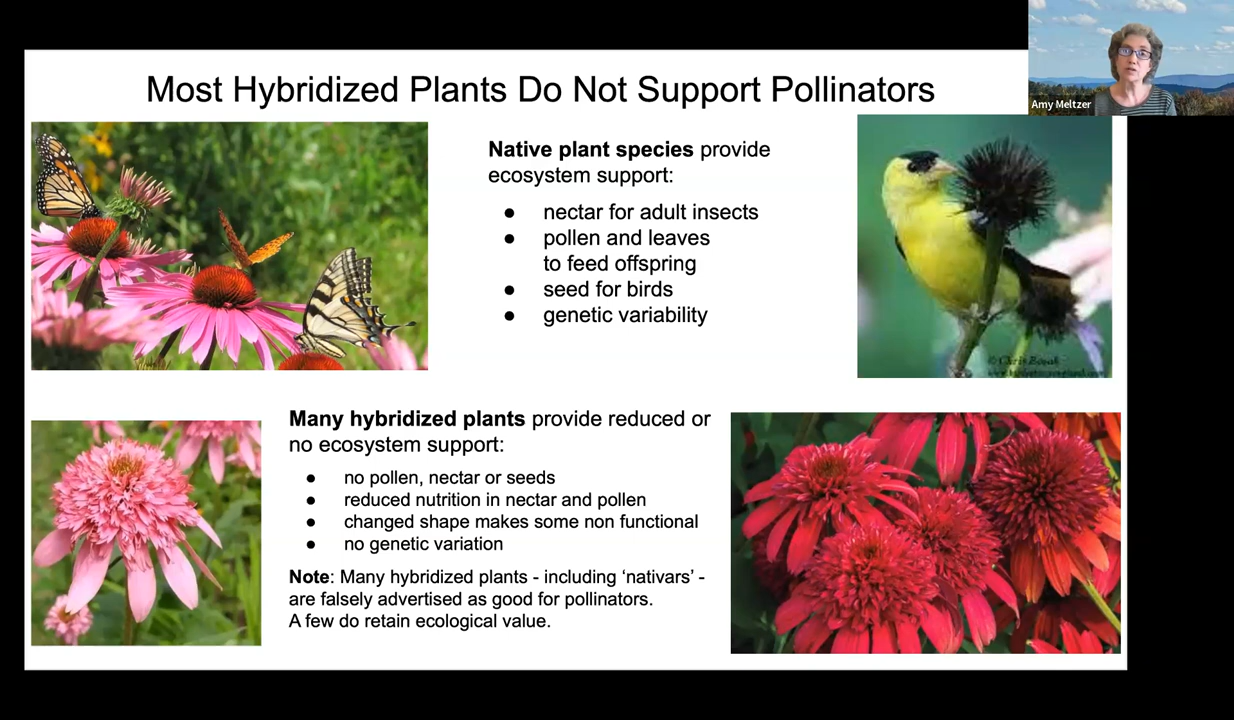 Most Hybridized Plants Do Not Support Pollinators
Amy Meltzer
Native plant species provide
ecosystem support:
● nectar for adult insects
● pollen and leaves
to feed offspring
● seed for birds
● genetic variability
Many hybridized plants provide reduced or
no ecosystem support:
● no pollen, nectar or seeds
● reduced nutrition in nectar and pollen
● changed shape makes some non functional
● no genetic variation
Note: Many hybridized plants - including ‘nativars’ -
are falsely advertised as good for pollinators.
A few do retain ecological value.